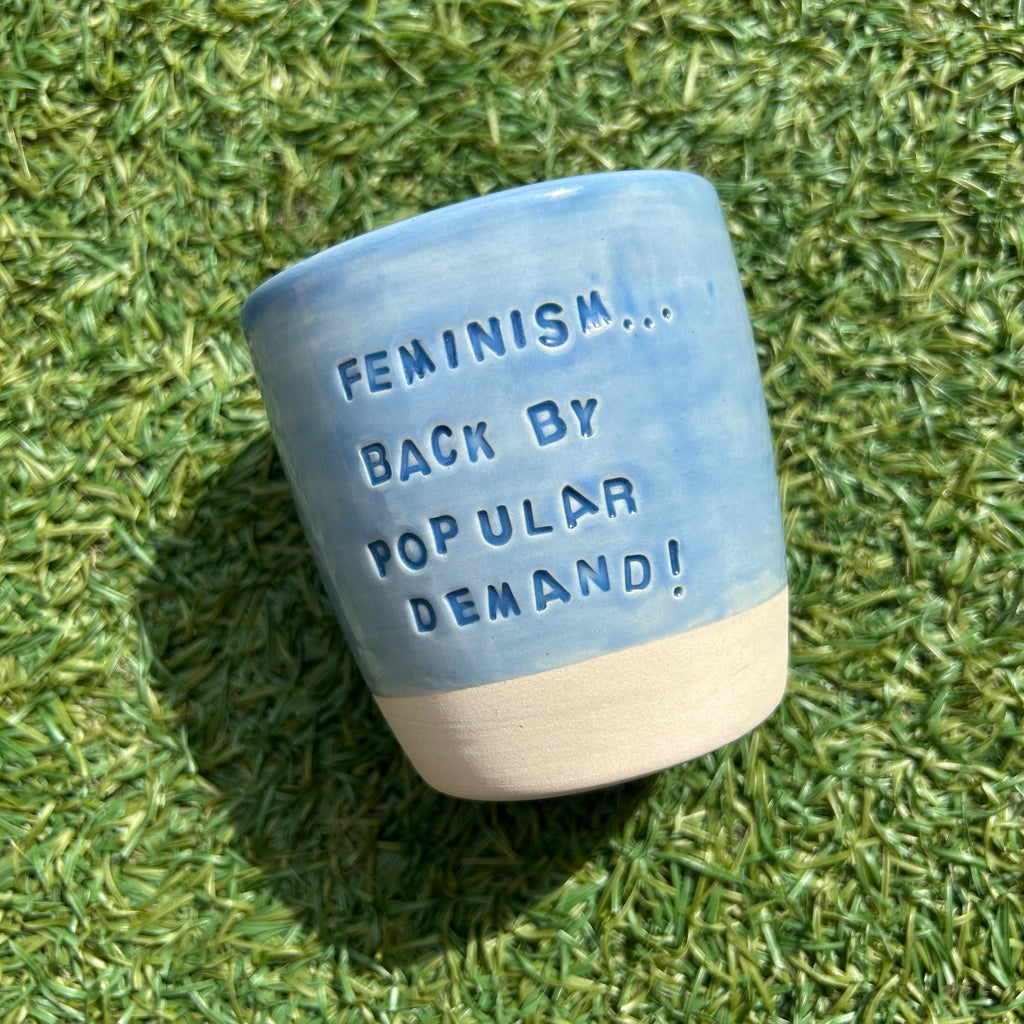 FEMINISM...
BACK BY
POPULAR
DEMAND!